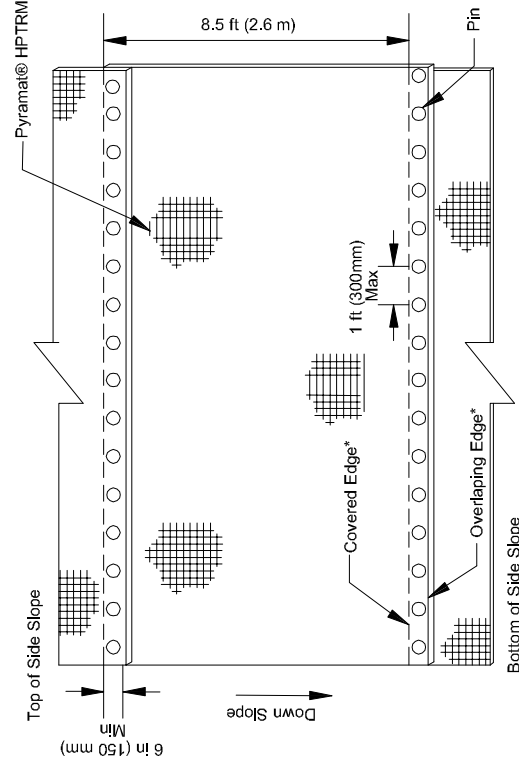 8.5 ft (2.6 m)
Pyramat® HPTRM
Pin
1 ft (300mm)
Max
Covered Edge*
Overlaping Edge*
Top of Side Slope
Bottom of Side Slope
Down Slope
6 in (150 mm)
Min